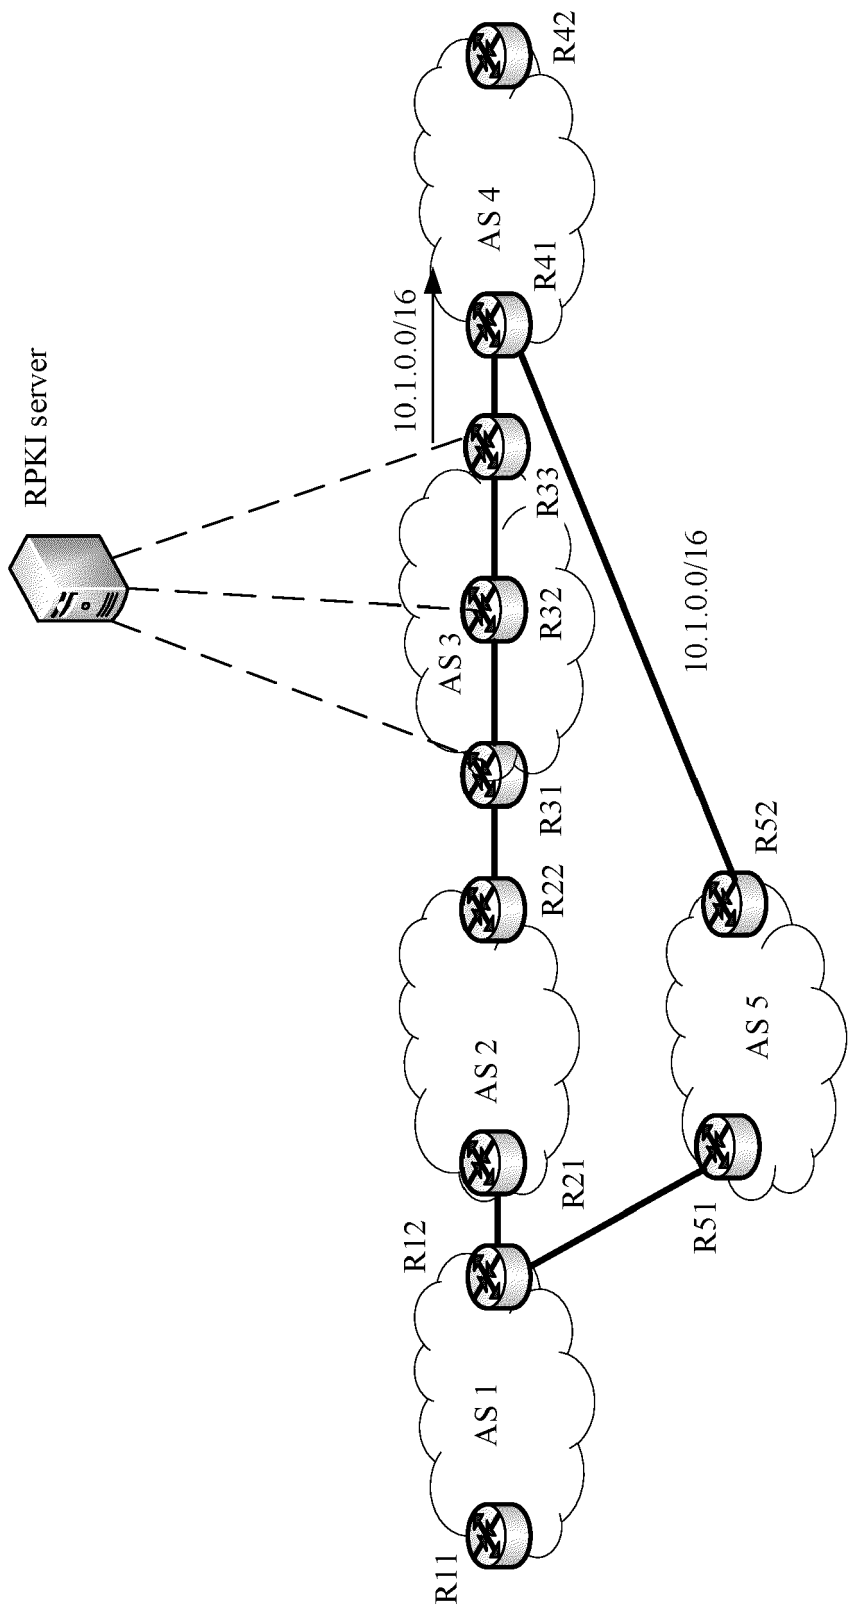 RPKI server
10.1.0.0/16
R11
AS 1
R12
R21
AS 2
R22
R31
AS 3
R32
R33
R41
AS 4
R42
R51
AS 5
R52
10.1.0.0/16